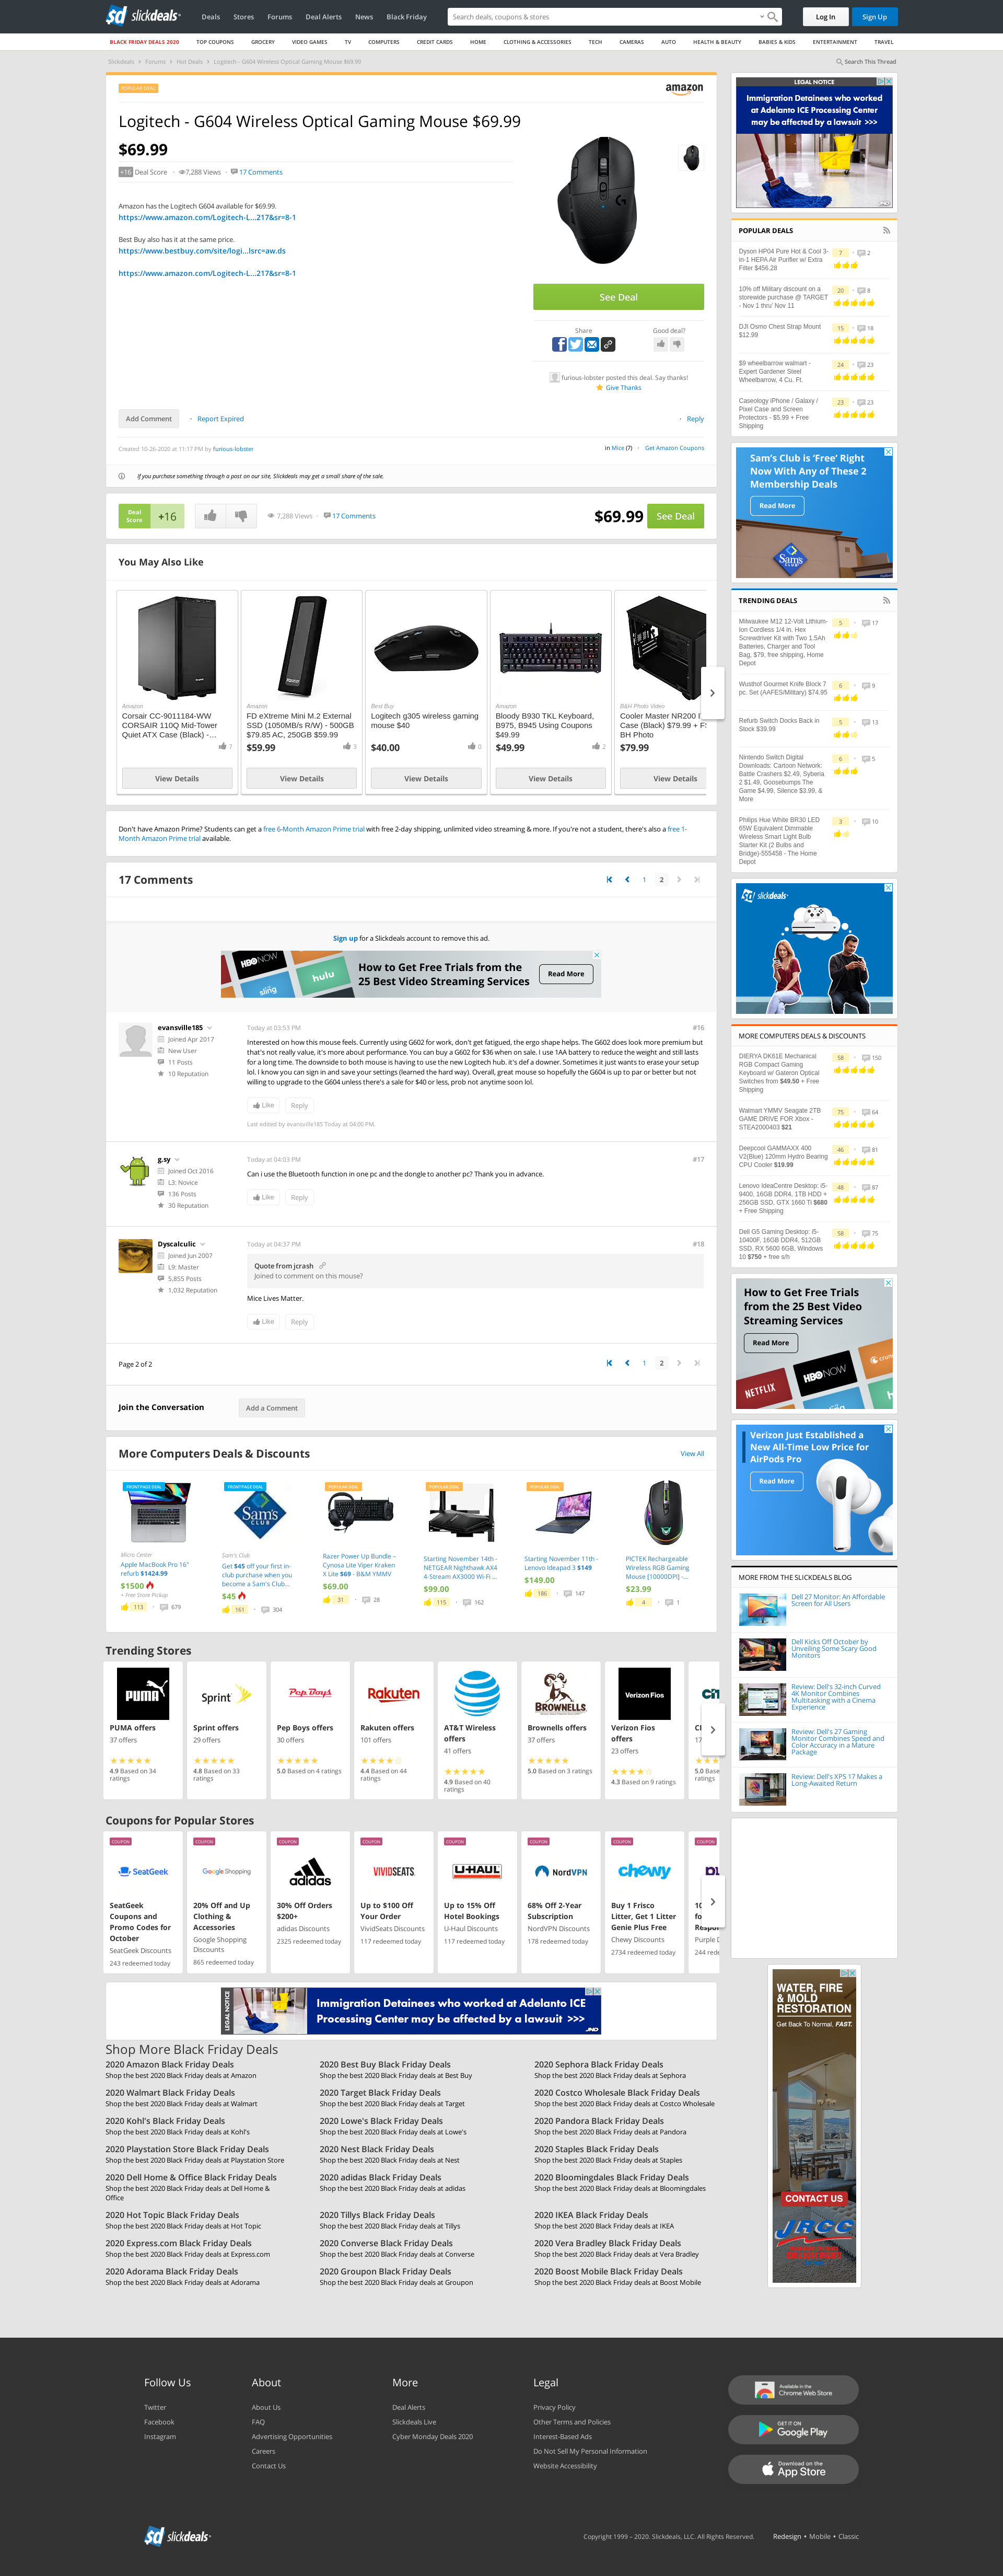 slickdeals
Deals
Stores
Forums
Deal Alerts
News
Black Friday
Search deals, coupons & stores
Log In
Sign Up
BLACK FRIDAY DEALS 2020
TOP COUPONS
GROCERY
VIDEO GAMES
TV
COMPUTERS
CREDIT CARDS
HOME
CLOTHING & ACCESSORIES
TECH
CAMERAS
AUTO
HEALTH & BEAUTY
BABIES & KIDS
ENTERTAINMENT
TRAVEL
Slickdeals > Forums > Hot Deals > Logitech - G604 Wireless Optical Gaming Mouse $69.99
Search This Thread
POPULAR DEAL
amazon
Logitech - G604 Wireless Optical Gaming Mouse $69.99
$69.99
+16 Deal Score · 7,288 Views · 17 Comments
Amazon has the Logitech G604 available for $69.99.
https://www.amazon.com/Logitech-L...217&sr=8-1
Best Buy also has it at the same price.
https://www.bestbuy.com/site/logi...lsrc=aw.ds
https://www.amazon.com/Logitech-L...217&sr=8-1
See Deal
Share
Good deal?
furious-lobster posted this deal. Say thanks!
Give Thanks
Add Comment
Report Expired
Reply
Created 10-26-2020 at 11:17 PM by furious-lobster
in Mice (7) · Get Amazon Coupons
If you purchase something through a post on our site, Slickdeals may get a small share of the sale.
Deal Score
+16
7,288 Views · 17 Comments
$69.99
See Deal
You May Also Like
Amazon
Corsair CC-9011184-WW
CORSAIR 110Q Mid-Tower
Quiet ATX Case (Black) -...
7
View Details
Amazon
FD eXtreme Mini M.2 External
SSD (1050MB/s R/W) - 500GB
$79.85 AC, 250GB $59.99
$59.99
3
View Details
Best Buy
Logitech g305 wireless gaming
mouse $40
$40.00
0
View Details
Amazon
Bloody B930 TKL Keyboard,
B975, B945 Using Coupons
$49.99
$49.99
2
View Details
B&H Photo Video
Cooler Master NR200
Case (Black) $79.99 + FS
BH Photo
$79.99
View Details
Don't have Amazon Prime? Students can get a free 6-Month Amazon Prime trial with free 2-day shipping, unlimited video streaming & more. If you're not a student, there's also a free 1-
Month Amazon Prime trial available.
17 Comments
1
2
Sign up for a Slickdeals account to remove this ad.
HBO NOW
hulu
sling
How to Get Free Trials from the
25 Best Video Streaming Services
Read More
evansville185
Joined Apr 2017
New User
11 Posts
10 Reputation
Today at 03:53 PM
#16
Interested on how this mouse feels. Currently using G602 for work, don't get fatigued, the ergo shape helps. The G602 does look more premium but
that's not really value, it's more about performance. You can buy a G602 for $36 when on sale. I use 1AA battery to reduce the weight and still lasts
for a long time. The downside to both mouse is having to use the new Logitech hub. it's def a downer, Sometimes it wants you to sign in just to use it
lol. I know you can sign in and save your settings (learned the hard way). Overall, great mouse so hopefully the G604 is up to par or better but not
willing to upgrade to the G604 unless there's a sale for $40 or less, prob not anytime soon lol.
Like
Reply
Last edited by evansville185 Today at 04:00 PM.
g.sy
Joined Oct 2016
L3: Novice
136 Posts
30 Reputation
Today at 04:03 PM
#17
Can i use the Bluetooth function in one pc and the dongle to another pc? Thank you in advance.
Like
Reply
Dyscalculic
Joined Jun 2007
L9: Master
5,855 Posts
1,032 Reputation
Today at 04:37 PM
#18
Quote from jcrash
Joined to comment on this mouse?
Mice Lives Matter.
Like
Reply
Page 2 of 2
1
2
Join the Conversation
Add a Comment
More Computers Deals & Discounts
View All
FRONTPAGE DEAL
Micro Center
Apple MacBook Pro 16"
refurb $1424.99
$1500
+ Free Store Pickup
113 · 679
FRONTPAGE DEAL
Sam's CLUB
Sam's Club
Get $45 off your first in-
club purchase when you
become a Sam's Club...
$45
161 · 304
POPULAR DEAL
Razer Power Up Bundle –
Cynosa Lite Viper Kraken
X Lite $69 - B&M YMMV
$69.00
31 · 28
POPULAR DEAL
Starting November 14th -
NETGEAR Nighthawk AX4
4-Stream AX3000 Wi-Fi ...
$99.00
115 · 162
POPULAR DEAL
Starting November 11th -
Lenovo Ideapad 3 $149
$149.00
186 · 147
PICTEK Rechargeable
Wireless RGB Gaming
Mouse [10000DPI] -...
$23.99
4 · 1
Trending Stores
PUMA
PUMA offers
37 offers
4.9 Based on 34
ratings
Sprint
Sprint offers
29 offers
4.8 Based on 33
ratings
Pep Boys
Pep Boys offers
30 offers
5.0 Based on 4 ratings
Rakuten
Rakuten offers
101 offers
4.4 Based on 44
ratings
AT&T Wireless
offers
41 offers
4.9 Based on 40
ratings
BROWNELLS
Brownells offers
37 offers
5.0 Based on 3 ratings
Verizon Fios
Verizon Fios
offers
23 offers
4.3 Based on 9 ratings
5.0 Base
ratings
Coupons for Popular Stores
COUPON
SeatGeek
SeatGeek
Coupons and
Promo Codes for
October
SeatGeek Discounts
243 redeemed today
COUPON
Google Shopping
20% Off and Up
Clothing &
Accessories
Google Shopping
Discounts
865 redeemed today
COUPON
adidas
30% Off Orders
$200+
adidas Discounts
2325 redeemed today
COUPON
VIVIDSEATS
Up to $100 Off
Your Order
VividSeats Discounts
117 redeemed today
COUPON
U-HAUL
Up to 15% Off
Hotel Bookings
U-Haul Discounts
117 redeemed today
COUPON
NordVPN
68% Off 2-Year
Subscription
NordVPN Discounts
178 redeemed today
COUPON
chewy
Buy 1 Frisco
Litter, Get 1 Litter
Genie Plus Free
Chewy Discounts
2734 redeemed today
COUPON
Purple D
244 rede
LEGAL NOTICE
Immigration Detainees who worked at Adelanto ICE
Processing Center may be affected by a lawsuit >>>
JND
Shop More Black Friday Deals
2020 Amazon Black Friday Deals
Shop the best 2020 Black Friday deals at Amazon
2020 Best Buy Black Friday Deals
Shop the best 2020 Black Friday deals at Best Buy
2020 Sephora Black Friday Deals
Shop the best 2020 Black Friday deals at Sephora
2020 Walmart Black Friday Deals
Shop the best 2020 Black Friday deals at Walmart
2020 Target Black Friday Deals
Shop the best 2020 Black Friday deals at Target
2020 Costco Wholesale Black Friday Deals
Shop the best 2020 Black Friday deals at Costco Wholesale
2020 Kohl's Black Friday Deals
Shop the best 2020 Black Friday deals at Kohl's
2020 Lowe's Black Friday Deals
Shop the best 2020 Black Friday deals at Lowe's
2020 Pandora Black Friday Deals
Shop the best 2020 Black Friday deals at Pandora
2020 Playstation Store Black Friday Deals
Shop the best 2020 Black Friday deals at Playstation Store
2020 Nest Black Friday Deals
Shop the best 2020 Black Friday deals at Nest
2020 Staples Black Friday Deals
Shop the best 2020 Black Friday deals at Staples
2020 Dell Home & Office Black Friday Deals
Shop the best 2020 Black Friday deals at Dell Home &
Office
2020 adidas Black Friday Deals
Shop the best 2020 Black Friday deals at adidas
2020 Bloomingdales Black Friday Deals
Shop the best 2020 Black Friday deals at Bloomingdales
2020 Hot Topic Black Friday Deals
Shop the best 2020 Black Friday deals at Hot Topic
2020 Tillys Black Friday Deals
Shop the best 2020 Black Friday deals at Tillys
2020 IKEA Black Friday Deals
Shop the best 2020 Black Friday deals at IKEA
2020 Express.com Black Friday Deals
Shop the best 2020 Black Friday deals at Express.com
2020 Converse Black Friday Deals
Shop the best 2020 Black Friday deals at Converse
2020 Vera Bradley Black Friday Deals
Shop the best 2020 Black Friday deals at Vera Bradley
2020 Adorama Black Friday Deals
Shop the best 2020 Black Friday deals at Adorama
2020 Groupon Black Friday Deals
Shop the best 2020 Black Friday deals at Groupon
2020 Boost Mobile Black Friday Deals
Shop the best 2020 Black Friday deals at Boost Mobile
LEGAL NOTICE
Immigration Detainees who worked
at Adelanto ICE Processing Center
may be affected by a lawsuit >>>
JND
POPULAR DEALS
Dyson HP04 Pure Hot & Cool 3-
in-1 HEPA Air Purifier w/ Extra
Filter $456.28
7 · 2
10% off Military discount on a
storewide purchase @ TARGET
- Nov 1 thru' Nov 11
20 · 8
DJI Osmo Chest Strap Mount
$12.99
15 · 18
$9 wheelbarrow walmart -
Expert Gardener Steel
Wheelbarrow, 4 Cu. Ft.
24 · 23
Caseology iPhone / Galaxy /
Pixel Case and Screen
Protectors - $5.99 + Free
Shipping
23 · 23
Sam's Club is 'Free' Right
Now With Any of These 2
Membership Deals
Read More
Sam's CLUB
TRENDING DEALS
Milwaukee M12 12-Volt Lithium-
Ion Cordless 1/4 in. Hex
Screwdriver Kit with Two 1.5Ah
Batteries, Charger and Tool
Bag, $79, free shipping, Home
Depot
5 · 17
Wusthof Gourmet Knife Block 7
pc. Set (AAFES/Military) $74.95
6 · 9
Refurb Switch Docks Back in
Stock $39.99
5 · 13
Nintendo Switch Digital
Downloads: Cartoon Network:
Battle Crashers $2.49, Syberia
2 $1.49, Goosebumps The
Game $4.99, Silence $3.99, &
More
6 · 5
Philips Hue White BR30 LED
65W Equivalent Dimmable
Wireless Smart Light Bulb
Starter Kit (2 Bulbs and
Bridge)-555458 - The Home
Depot
3 · 10
slickdeals
MORE COMPUTERS DEALS & DISCOUNTS
DIERYA DK61E Mechanical
RGB Compact Gaming
Keyboard w/ Gateron Optical
Switches from $49.50 + Free
Shipping
58 · 150
Walmart YMMV Seagate 2TB
GAME DRIVE FOR Xbox -
STEA2000403 $21
75 · 64
Deepcool GAMMAXX 400
V2(Blue) 120mm Hydro Bearing
CPU Cooler $19.99
46 · 81
Lenovo IdeaCentre Desktop: i5-
9400, 16GB DDR4, 1TB HDD +
256GB SSD, GTX 1660 Ti $680
+ Free Shipping
48 · 87
Dell G5 Gaming Desktop: i5-
10400F, 16GB DDR4, 512GB
SSD, RX 5600 6GB, Windows
10 $750 + free s/h
58 · 75
How to Get Free Trials
from the 25 Best Video
Streaming Services
Read More
NETFLIX
HBO NOW
Verizon Just Established a
New All-Time Low Price for
AirPods Pro
Read More
MORE FROM THE SLICKDEALS BLOG
Dell 27 Monitor: An Affordable
Screen for All Users
Dell Kicks Off October by
Unveiling Some Scary Good
Monitors
Review: Dell's 32-inch Curved
4K Monitor Combines
Multitasking with a Cinema
Experience
Review: Dell's 27 Gaming
Monitor Combines Speed and
Color Accuracy in a Mature
Package
Review: Dell's XPS 17 Makes a
Long-Awaited Return
WATER, FIRE
& MOLD
RESTORATION
Get Back To Normal, FAST.
CONTACT US
Follow Us
Twitter
Facebook
Instagram
About
About Us
FAQ
Advertising Opportunities
Careers
Contact Us
More
Deal Alerts
Slickdeals Live
Cyber Monday Deals 2020
Legal
Privacy Policy
Other Terms and Policies
Interest-Based Ads
Do Not Sell My Personal Information
Website Accessibility
Available in the
Chrome Web Store
GET IT ON
Google Play
Download on the
App Store
slickdeals
Copyright 1999 – 2020. Slickdeals, LLC. All Rights Reserved.
Redesign • Mobile • Classic